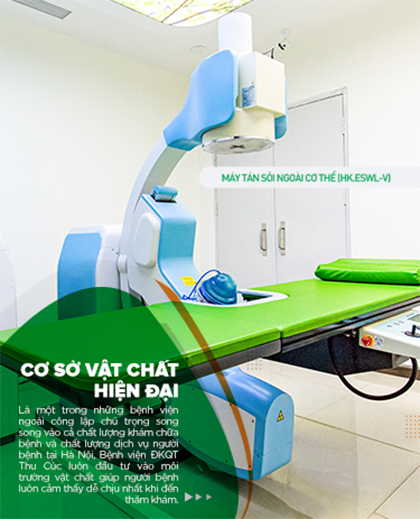 MÁY TÁN SỎI NGOÀI CƠ THỂ (HK.ESWL-V)
CƠ SỞ VẬT CHẤT
HIỆN ĐẠI
Là một trong những bệnh viện
ngoài công lập chú trọng song
song vào cả chất lượng khám chữa
bệnh và chất lượng dịch vụ người
bệnh tại Hà Nội, Bệnh viện ĐKQT
Thu Cúc luôn đầu tư vào môi
trường vật chất giúp người bệnh
luôn cảm thấy dễ chịu nhất khi đến
thăm khám.